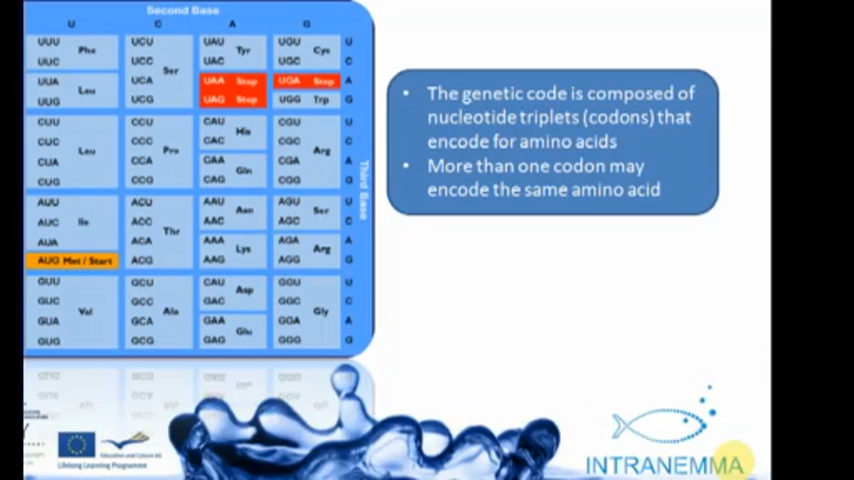 Second Base
U C A G
UUU Phe UCU Ser UAU Tyr UGU Cys U
UUC UCC UAC UGC C
UUA Leu UCA UAA Stop UGA Stop A
UUG UCG UAG Stop UGG Trp G
CUU Leu CCU Pro CAU His CGU Arg U
CUC CCC CAC CGC C
CUA CCA CAA Gln CGA A
CUG CCG CAG CGG G
AUU Ile ACU Thr AAU Asn AGU Ser U
AUC ACC AAC AGC C
AUA ACA AAA Lys AGA Arg A
AUG Met / Start ACG AAG AGG G
GUU Val GCU Ala CAU Asp GGU Gly U
GUC GCC GAC GGC C
GUA GCA GAA Glu GGA A
GUG GCG GAG GGG G
Third Base
• The genetic code is composed of
nucleotide triplets (codons) that
encode for amino acids
• More than one codon may
encode the same amino acid
Education and Culture
Lifelong Learning Programme
INTRANEMMA